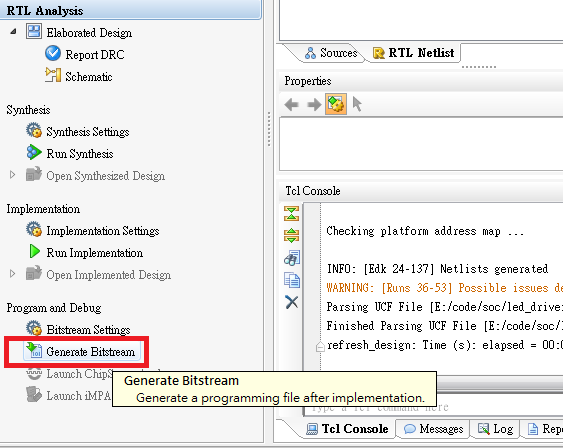 RTL Analysis
Elaborated Design
Report DRC
Schematic
Synthesis
Synthesis Settings
Run Synthesis
Open Synthesized Design
Implementation
Implementation Settings
Run Implementation
Open Implemented Design
Program and Debug
Bitstream Settings
Generate Bitstream
Launch ChipS
Launch iMPA
Generate Bitstream
Generate a programming file after implementation.
Sources
RTL Netlist
Properties
Tcl Console
Checking platform address map ...
INFO: [Edk 24-137] Netlists generated
WARNING: [Runs 36-53] Possible issues de
Parsing UCF File [E:/code/soc/led_drive
Finished Parsing UCF File [E:/code/soc/
refresh_design: Time (s): elapsed = 00:0
Type a Tcl command here
Tcl Console
Messages
Log
Repo